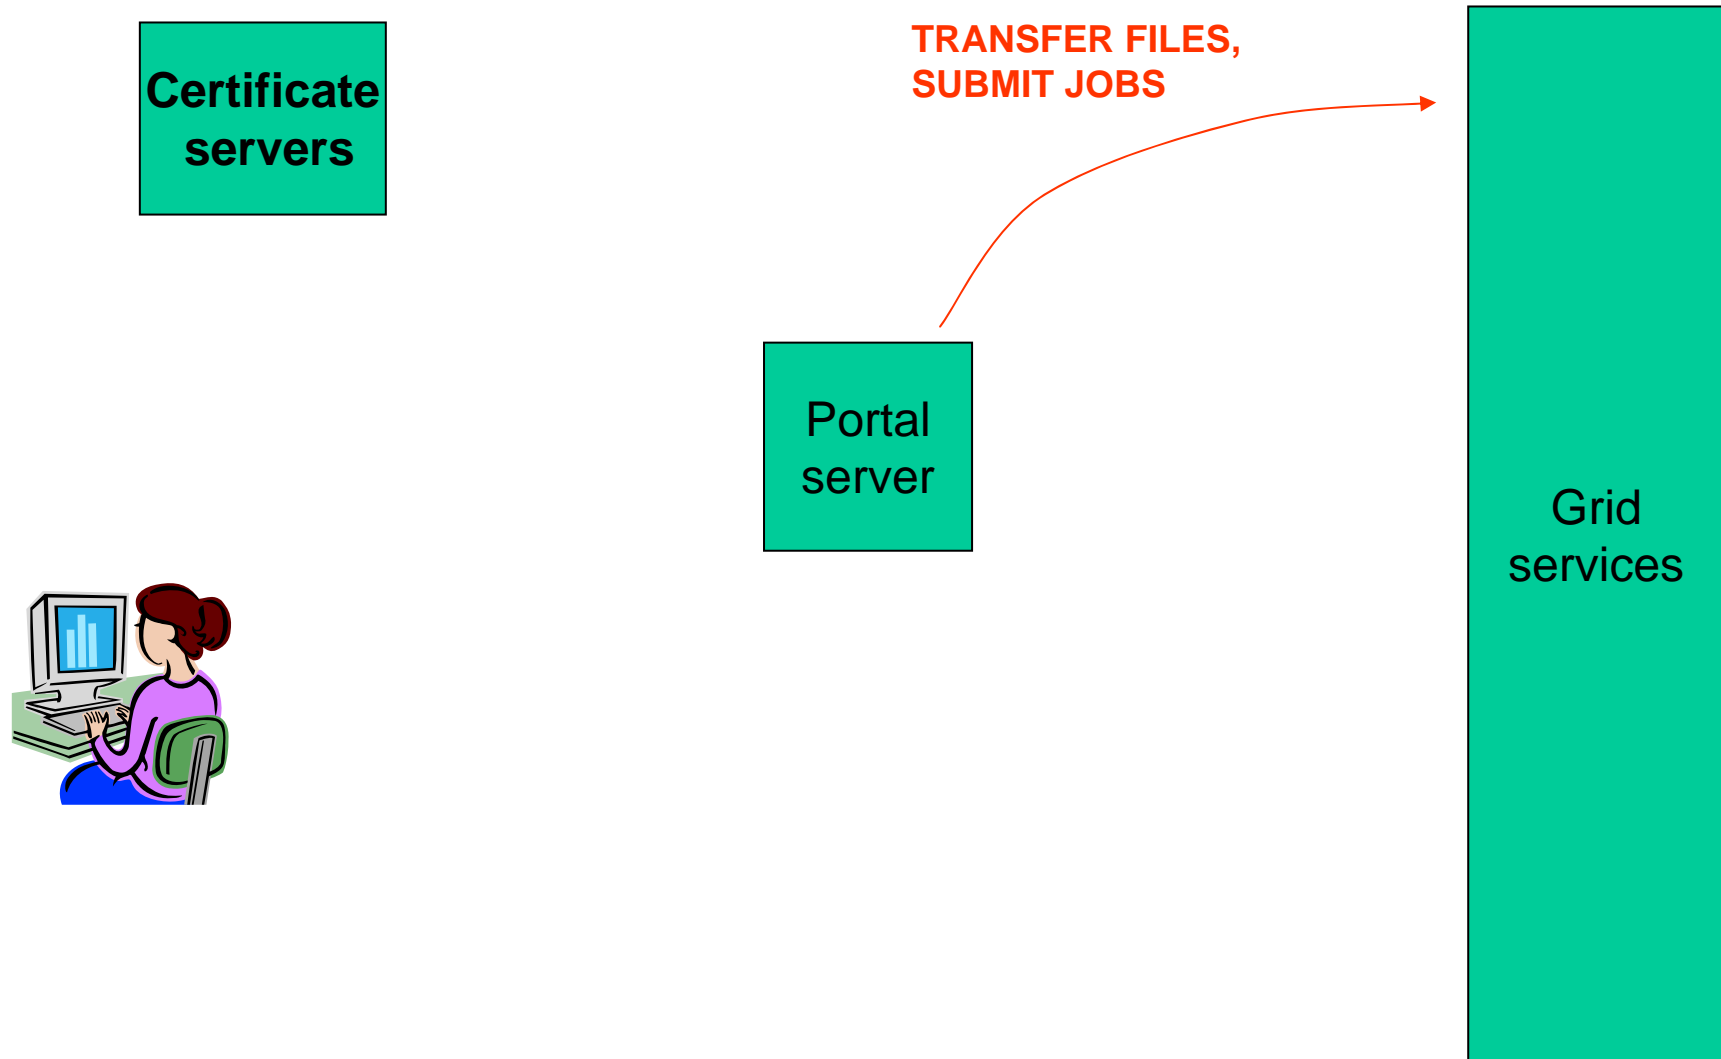 Certificate
servers
TRANSFER FILES,
SUBMIT JOBS
Portal
server
Grid
services